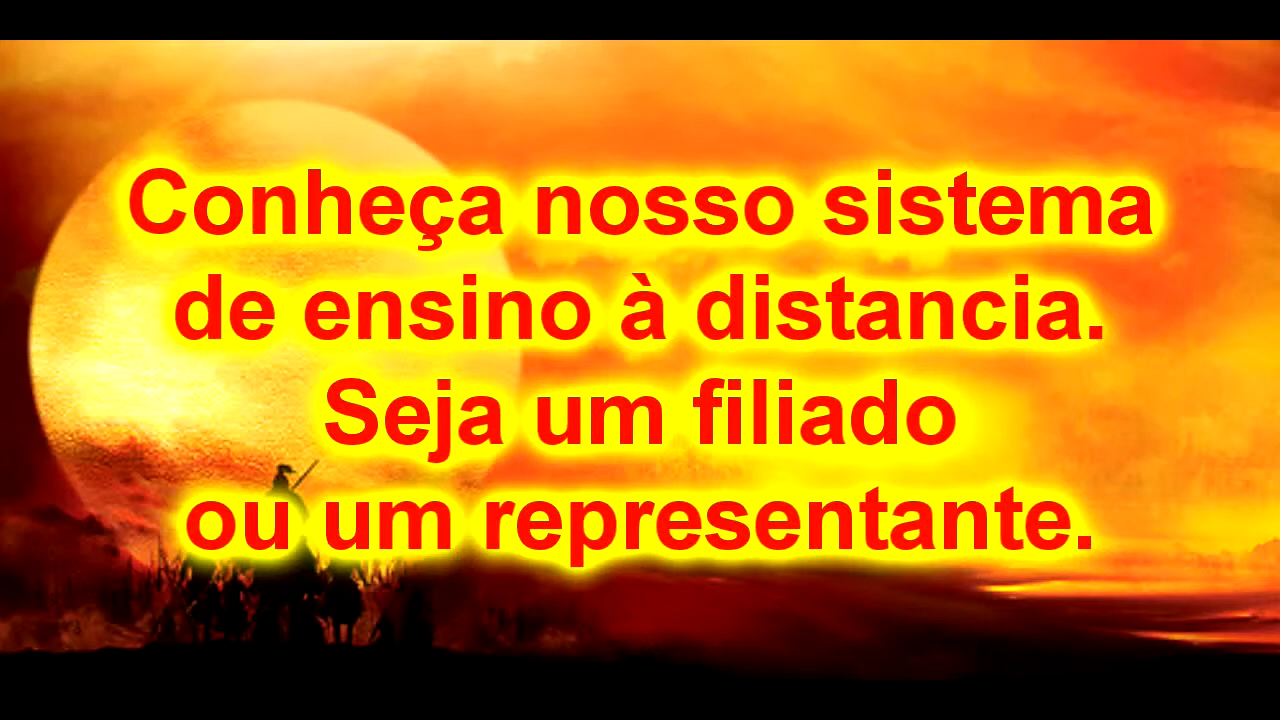 Conheça nosso sistema
de ensino à distancia.
Seja um filiado
ou um representante.